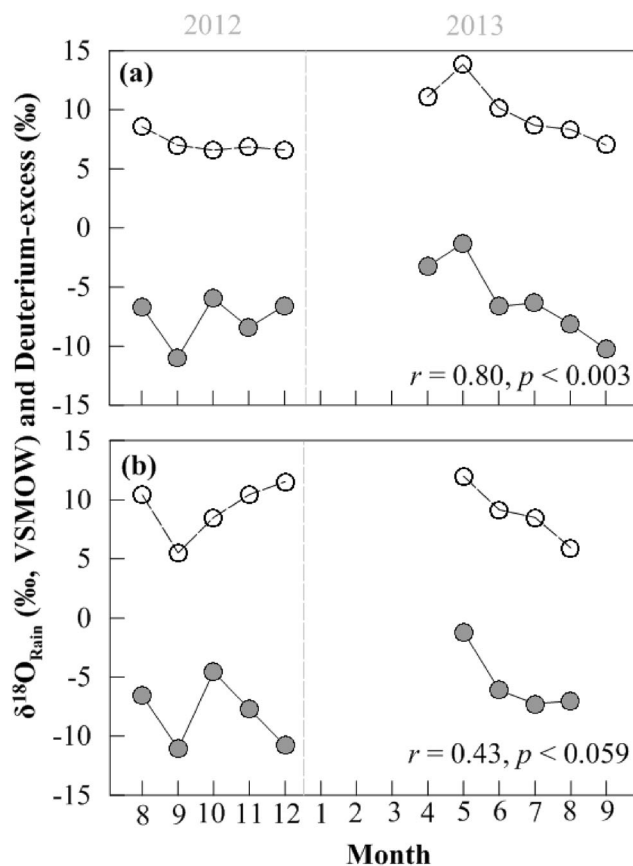 2012 2013
δ¹⁸O_Rain (‰, VSMOW) and Deuterium-excess (‰)
(a)
15
10
5
0
-5
-10
-15
r = 0.80, p < 0.003
(b)
15
10
5
0
-5
-10
-15
r = 0.43, p < 0.059
8 9 10 11 12 1 2 3 4 5 6 7 8 9
Month